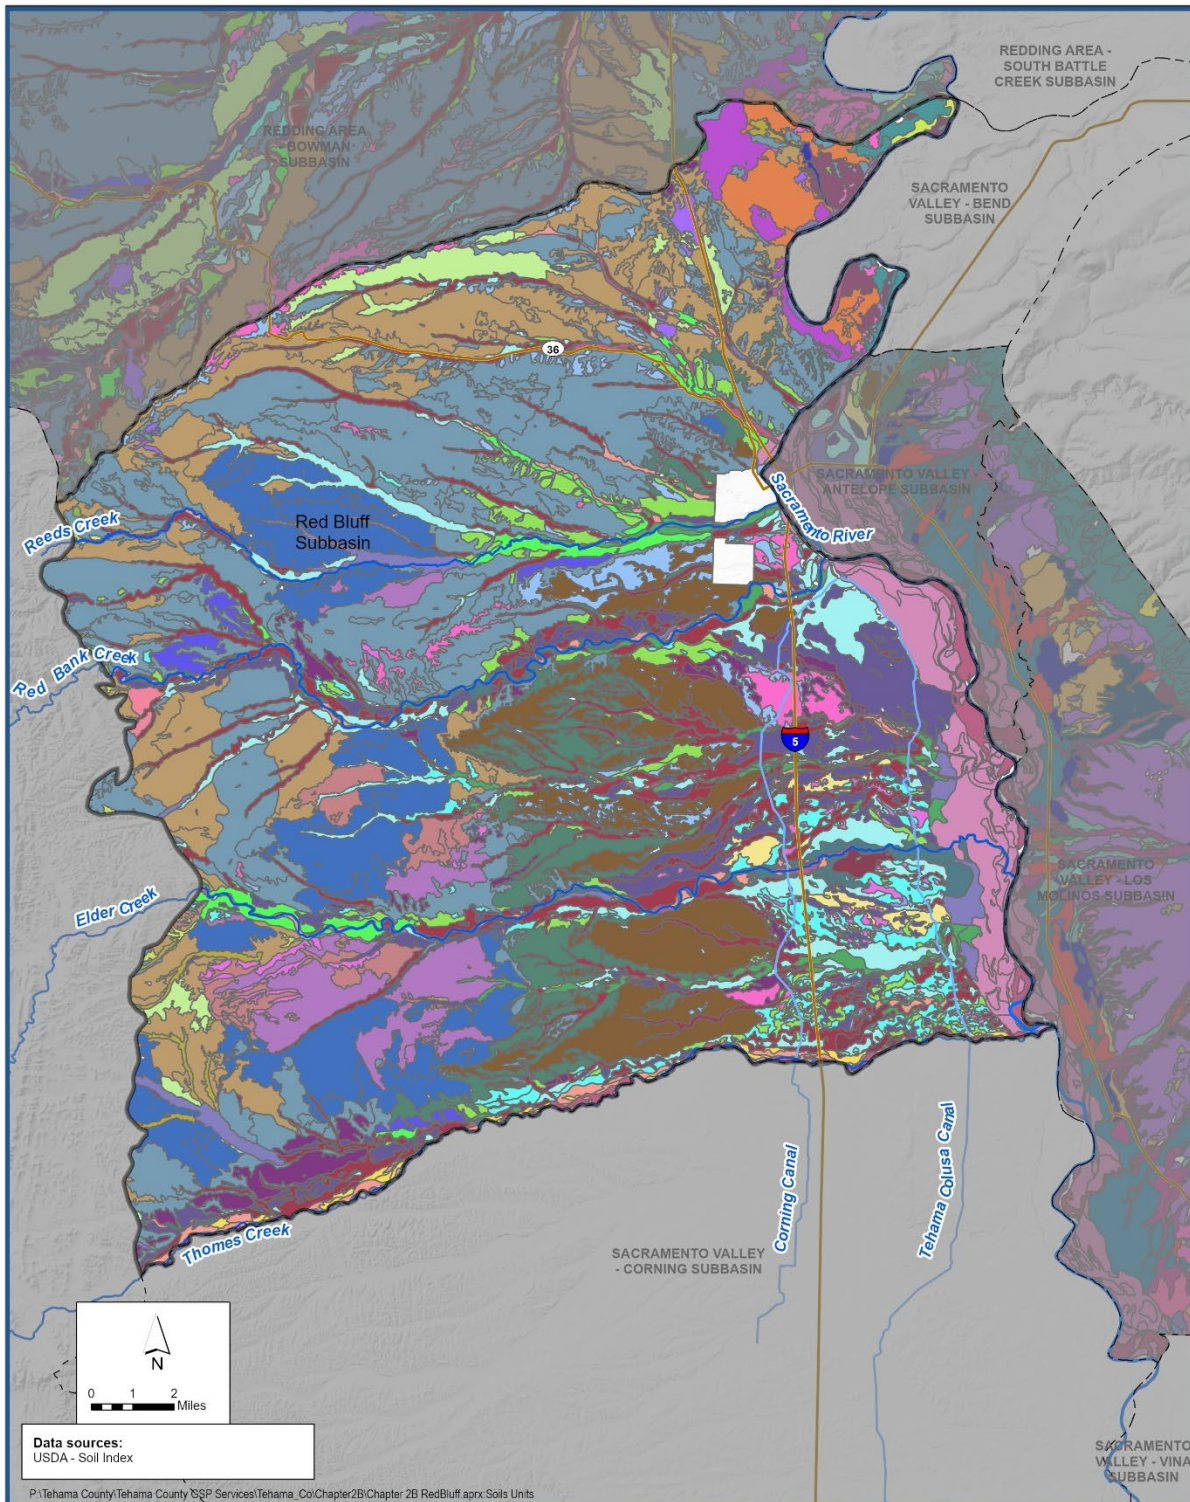 REDDING AREA -
SOUTH BATTLE
CREEK SUBBASIN
REDDING AREA
- BOWMAN
SUBBASIN
SACRAMENTO
VALLEY - BEND
SUBBASIN
36
SACRAMENTO VALLEY -
ANTELOPE SUBBASIN
Sacramento River
Reeds Creek
Red Bluff
Subbasin
Red Bank Creek
5
SACRAMENTO
VALLEY - LOS
MOLINOS SUBBASIN
Elder Creek
Thomes Creek
Corning Canal
Tehama Colusa Canal
SACRAMENTO VALLEY
- CORNING SUBBASIN
N
0 1 2
Miles
Data sources:
USDA - Soil Index
SACRAMENTO
VALLEY - VINA
SUBBASIN
P:\Tehama County\Tehama County GSP Services\Tehama_Co\Chapter2B\Chapter 2B RedBluff.aprx:Soils Units